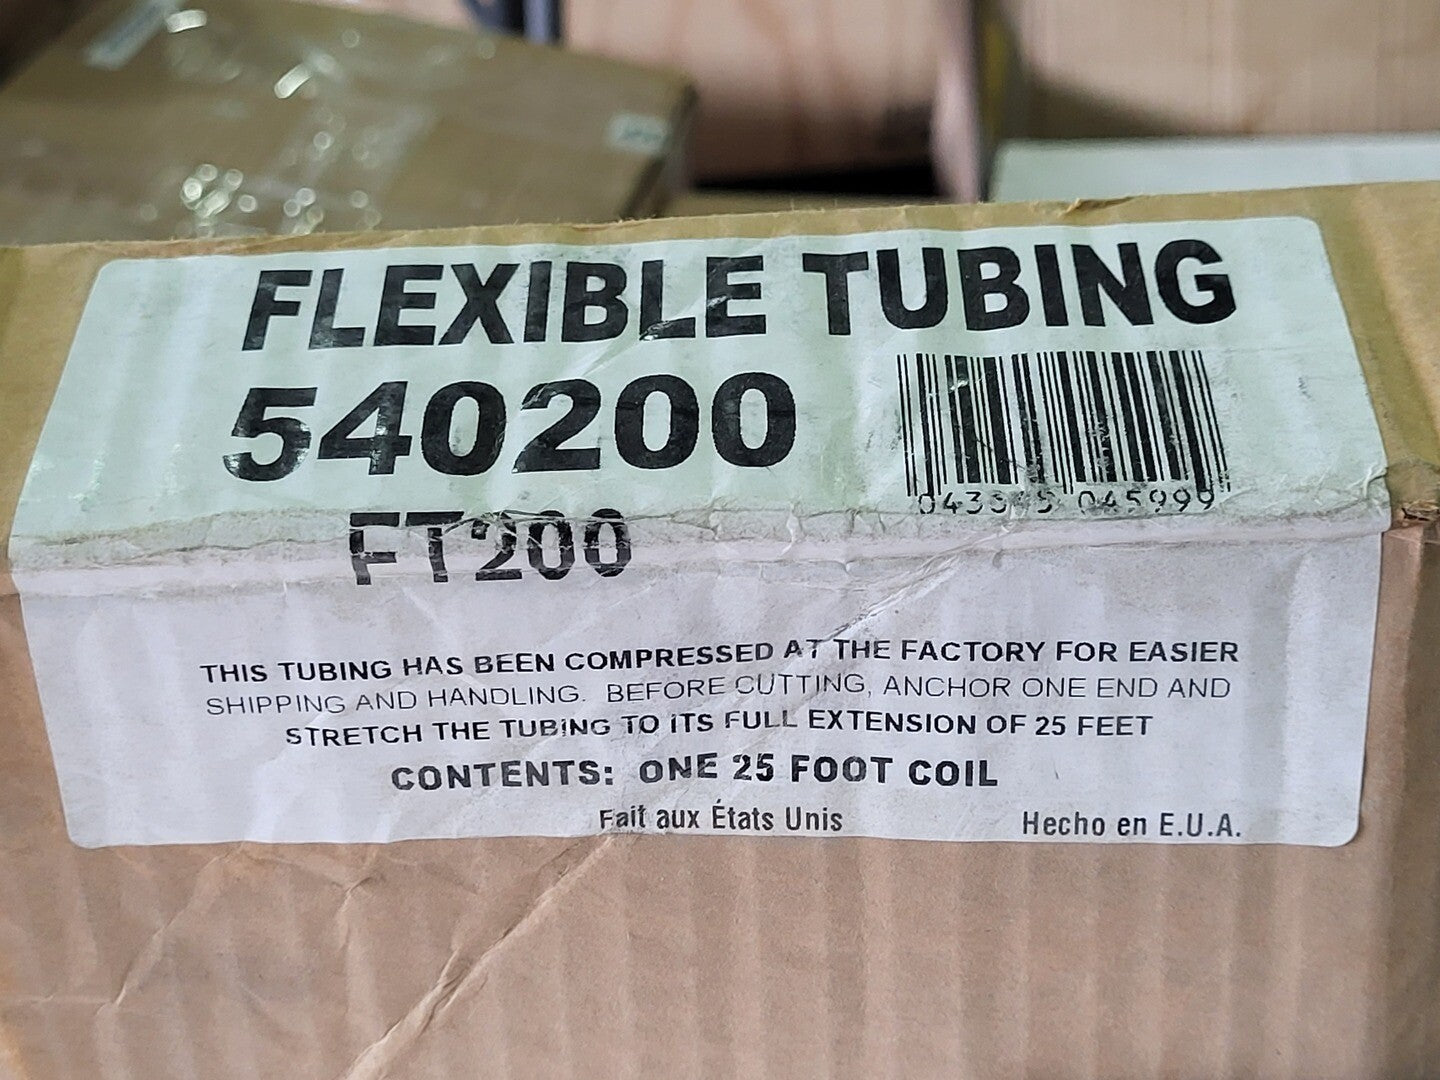 FLEXIBLE TUBING
540200
045999
FT200
THIS TUBING HAS BEEN COMPRESSED AT THE FACTORY FOR EASIER
SHIPPING AND HANDLING. BEFORE CUTTING, ANCHOR ONE END AND
STRETCH THE TUBING TO ITS FULL EXTENSION OF 25 FEET
CONTENTS: ONE 25 FOOT COIL
Fait aux États Unis Hecho en E.U.A.